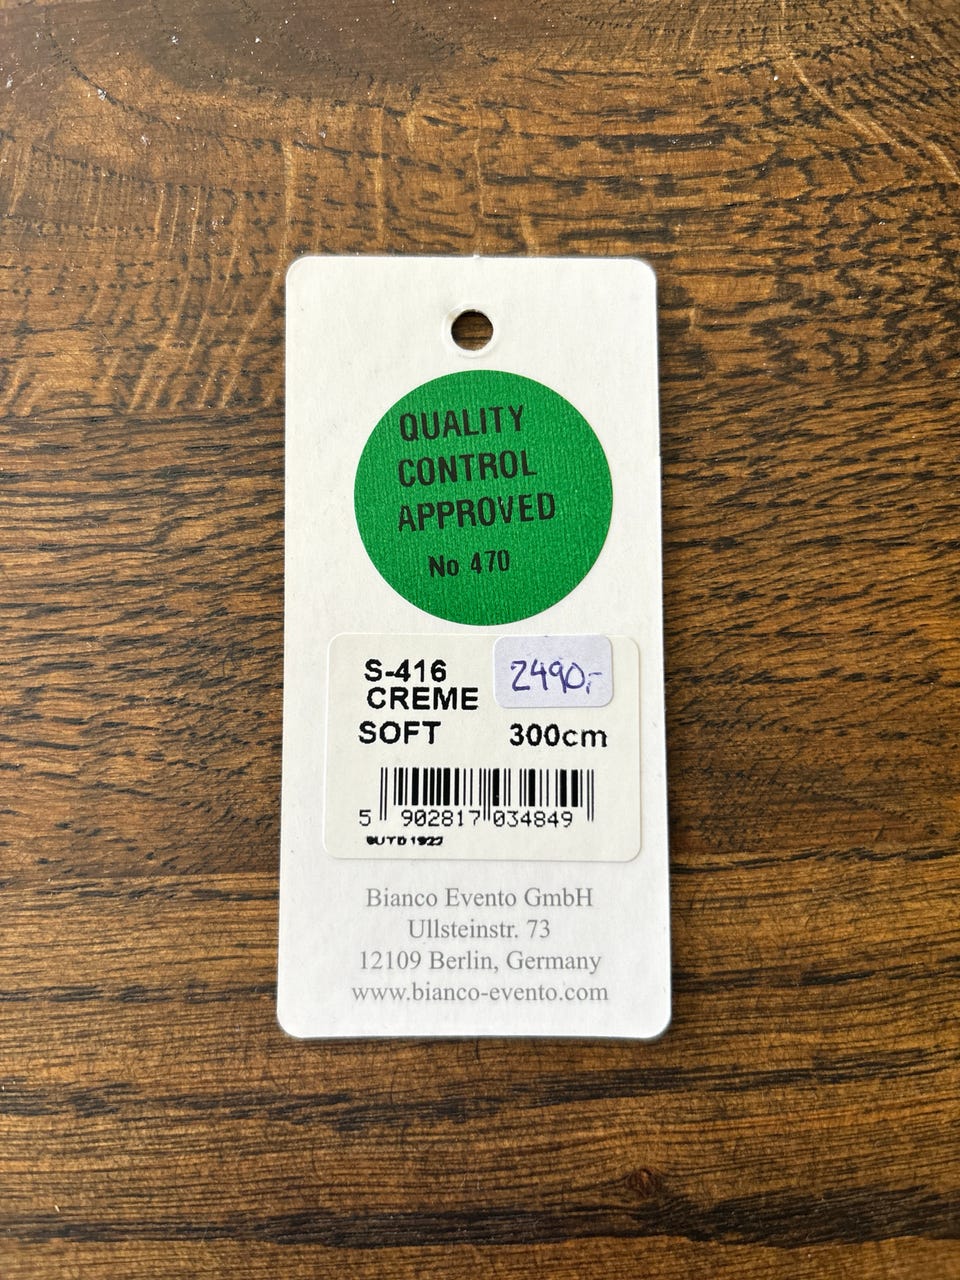 QUALITY
CONTROL
APPROVED
No 470
S-416
CREME
2490,-
SOFT 300cm
5 902817 034849
Bianco Evento GmbH
Ullsteinstr. 73
12109 Berlin, Germany
www.bianco-evento.com